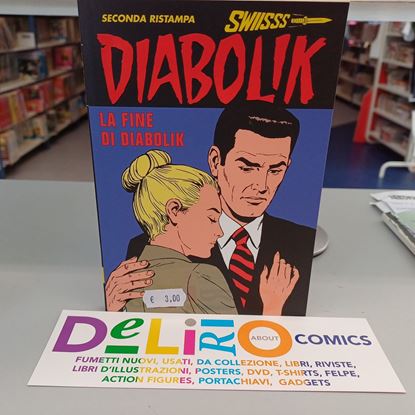 SECONDA RISTAMPA
SWIISSS
DIABOLIK
LA FINE
DI DIABOLIK
€ 3,00
DeLiRiO ABOUT COMICS
FUMETTI NUOVI, USATI, DA COLLEZIONE, LIBRI, RIVISTE,
LIBRI D'ILLUSTRAZIONI, POSTERS, DVD, T-SHIRTS, FELPE,
ACTION FIGURES, PORTACHIAVI, GADGETS